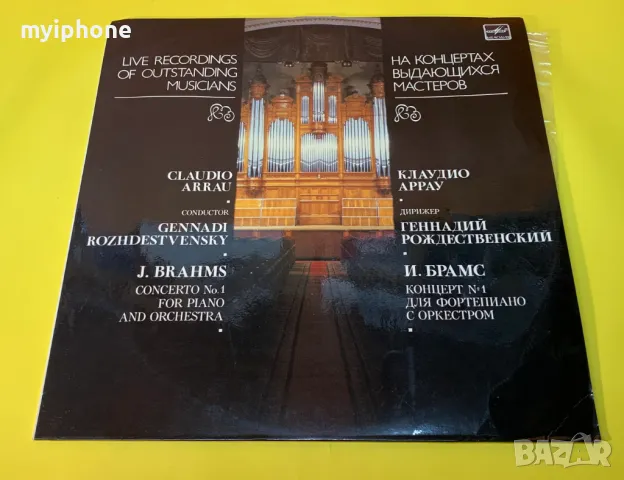 myiphone
LIVE RECORDINGS
OF OUTSTANDING
MUSICIANS
CLAUDIO
ARRAU
CONDUCTOR
GENNADI
ROZHDESTVENSKY
J. BRAHMS
CONCERTO No.1
FOR PIANO
AND ORCHESTRA
НА КОНЦЕРТАХ
ВЫДАЮЩИХСЯ
МАСТЕРОВ
КЛАУДИО
АРРАУ
ДИРИЖЕР
ГЕННАДИЙ
РОЖДЕСТВЕНСКИЙ
И. БРАМС
КОНЦЕРТ №1
ДЛЯ ФОРТЕПИАНО
С ОРКЕСТРОМ
BAZAR